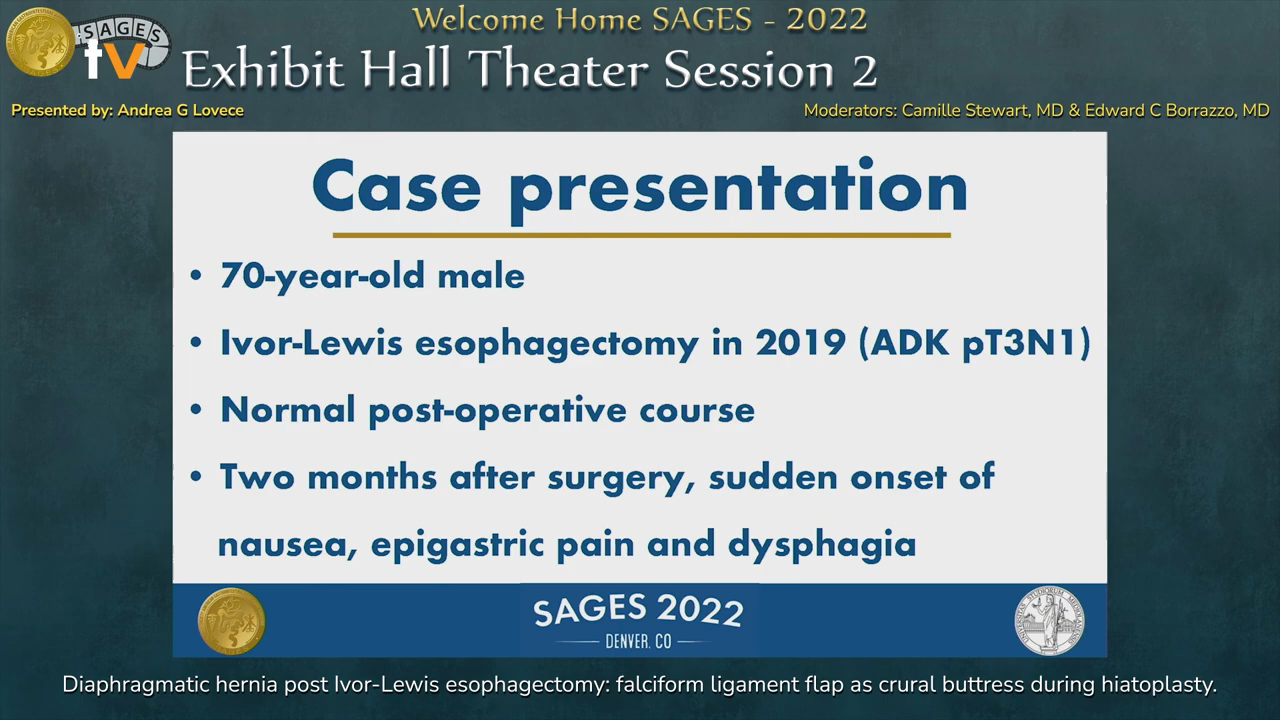 Welcome Home SAGES - 2022
SAGES
tv
Exhibit Hall Theater Session 2
Presented by: Andrea G Lovece
Moderators: Camille Stewart, MD & Edward C Borrazzo, MD
Case presentation
• 70-year-old male
• Ivor-Lewis esophagectomy in 2019 (ADK pT3N1)
• Normal post-operative course
• Two months after surgery, sudden onset of
nausea, epigastric pain and dysphagia
SAGES 2022
DENVER, CO
Diaphragmatic hernia post Ivor-Lewis esophagectomy: falciform ligament flap as crural buttress during hiatoplasty.